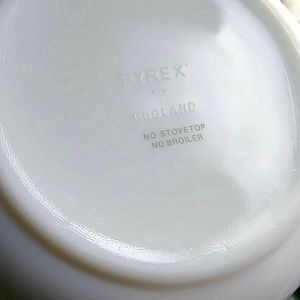 PYREX®
ENGLAND
NO STOVETOP
NO BROILER